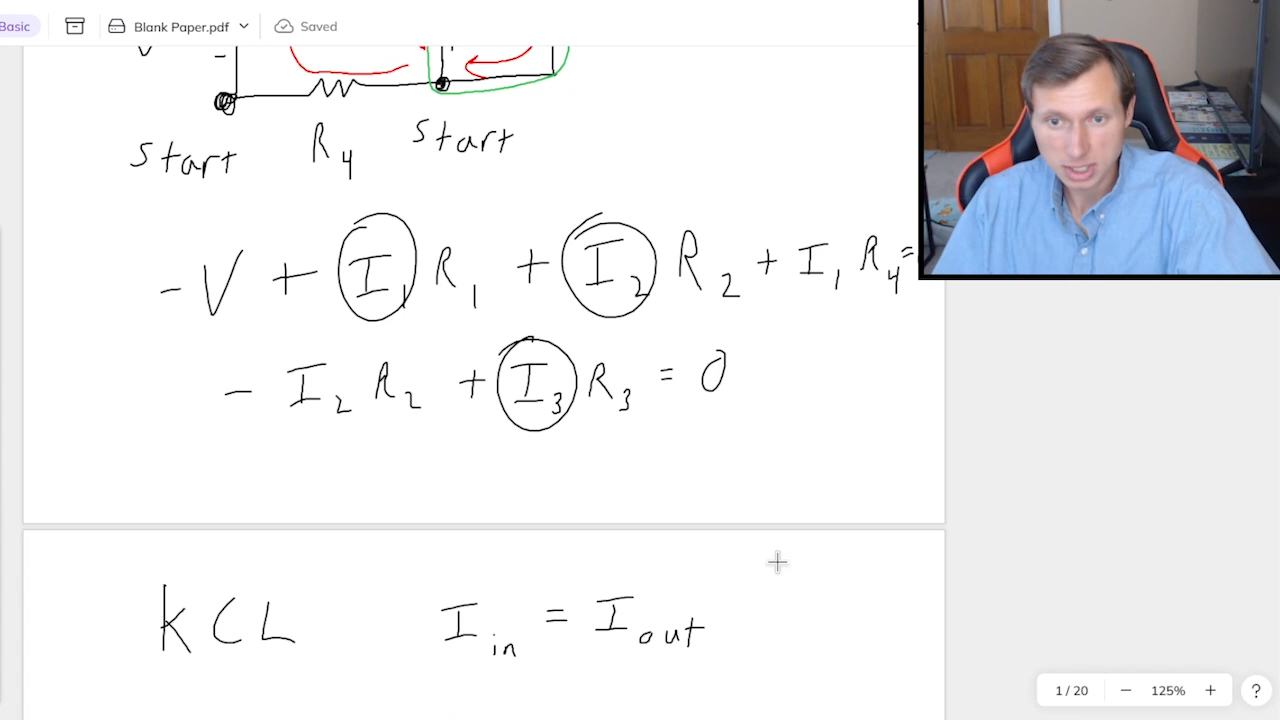 Basic Blank Paper.pdf Saved
-
Start R4 Start
- V + I1 R1 + I2 R2 + I1 R4 =
- I2 R2 + I3 R3 = 0
KCL Iin = Iout
1 / 20 − 125% + ?